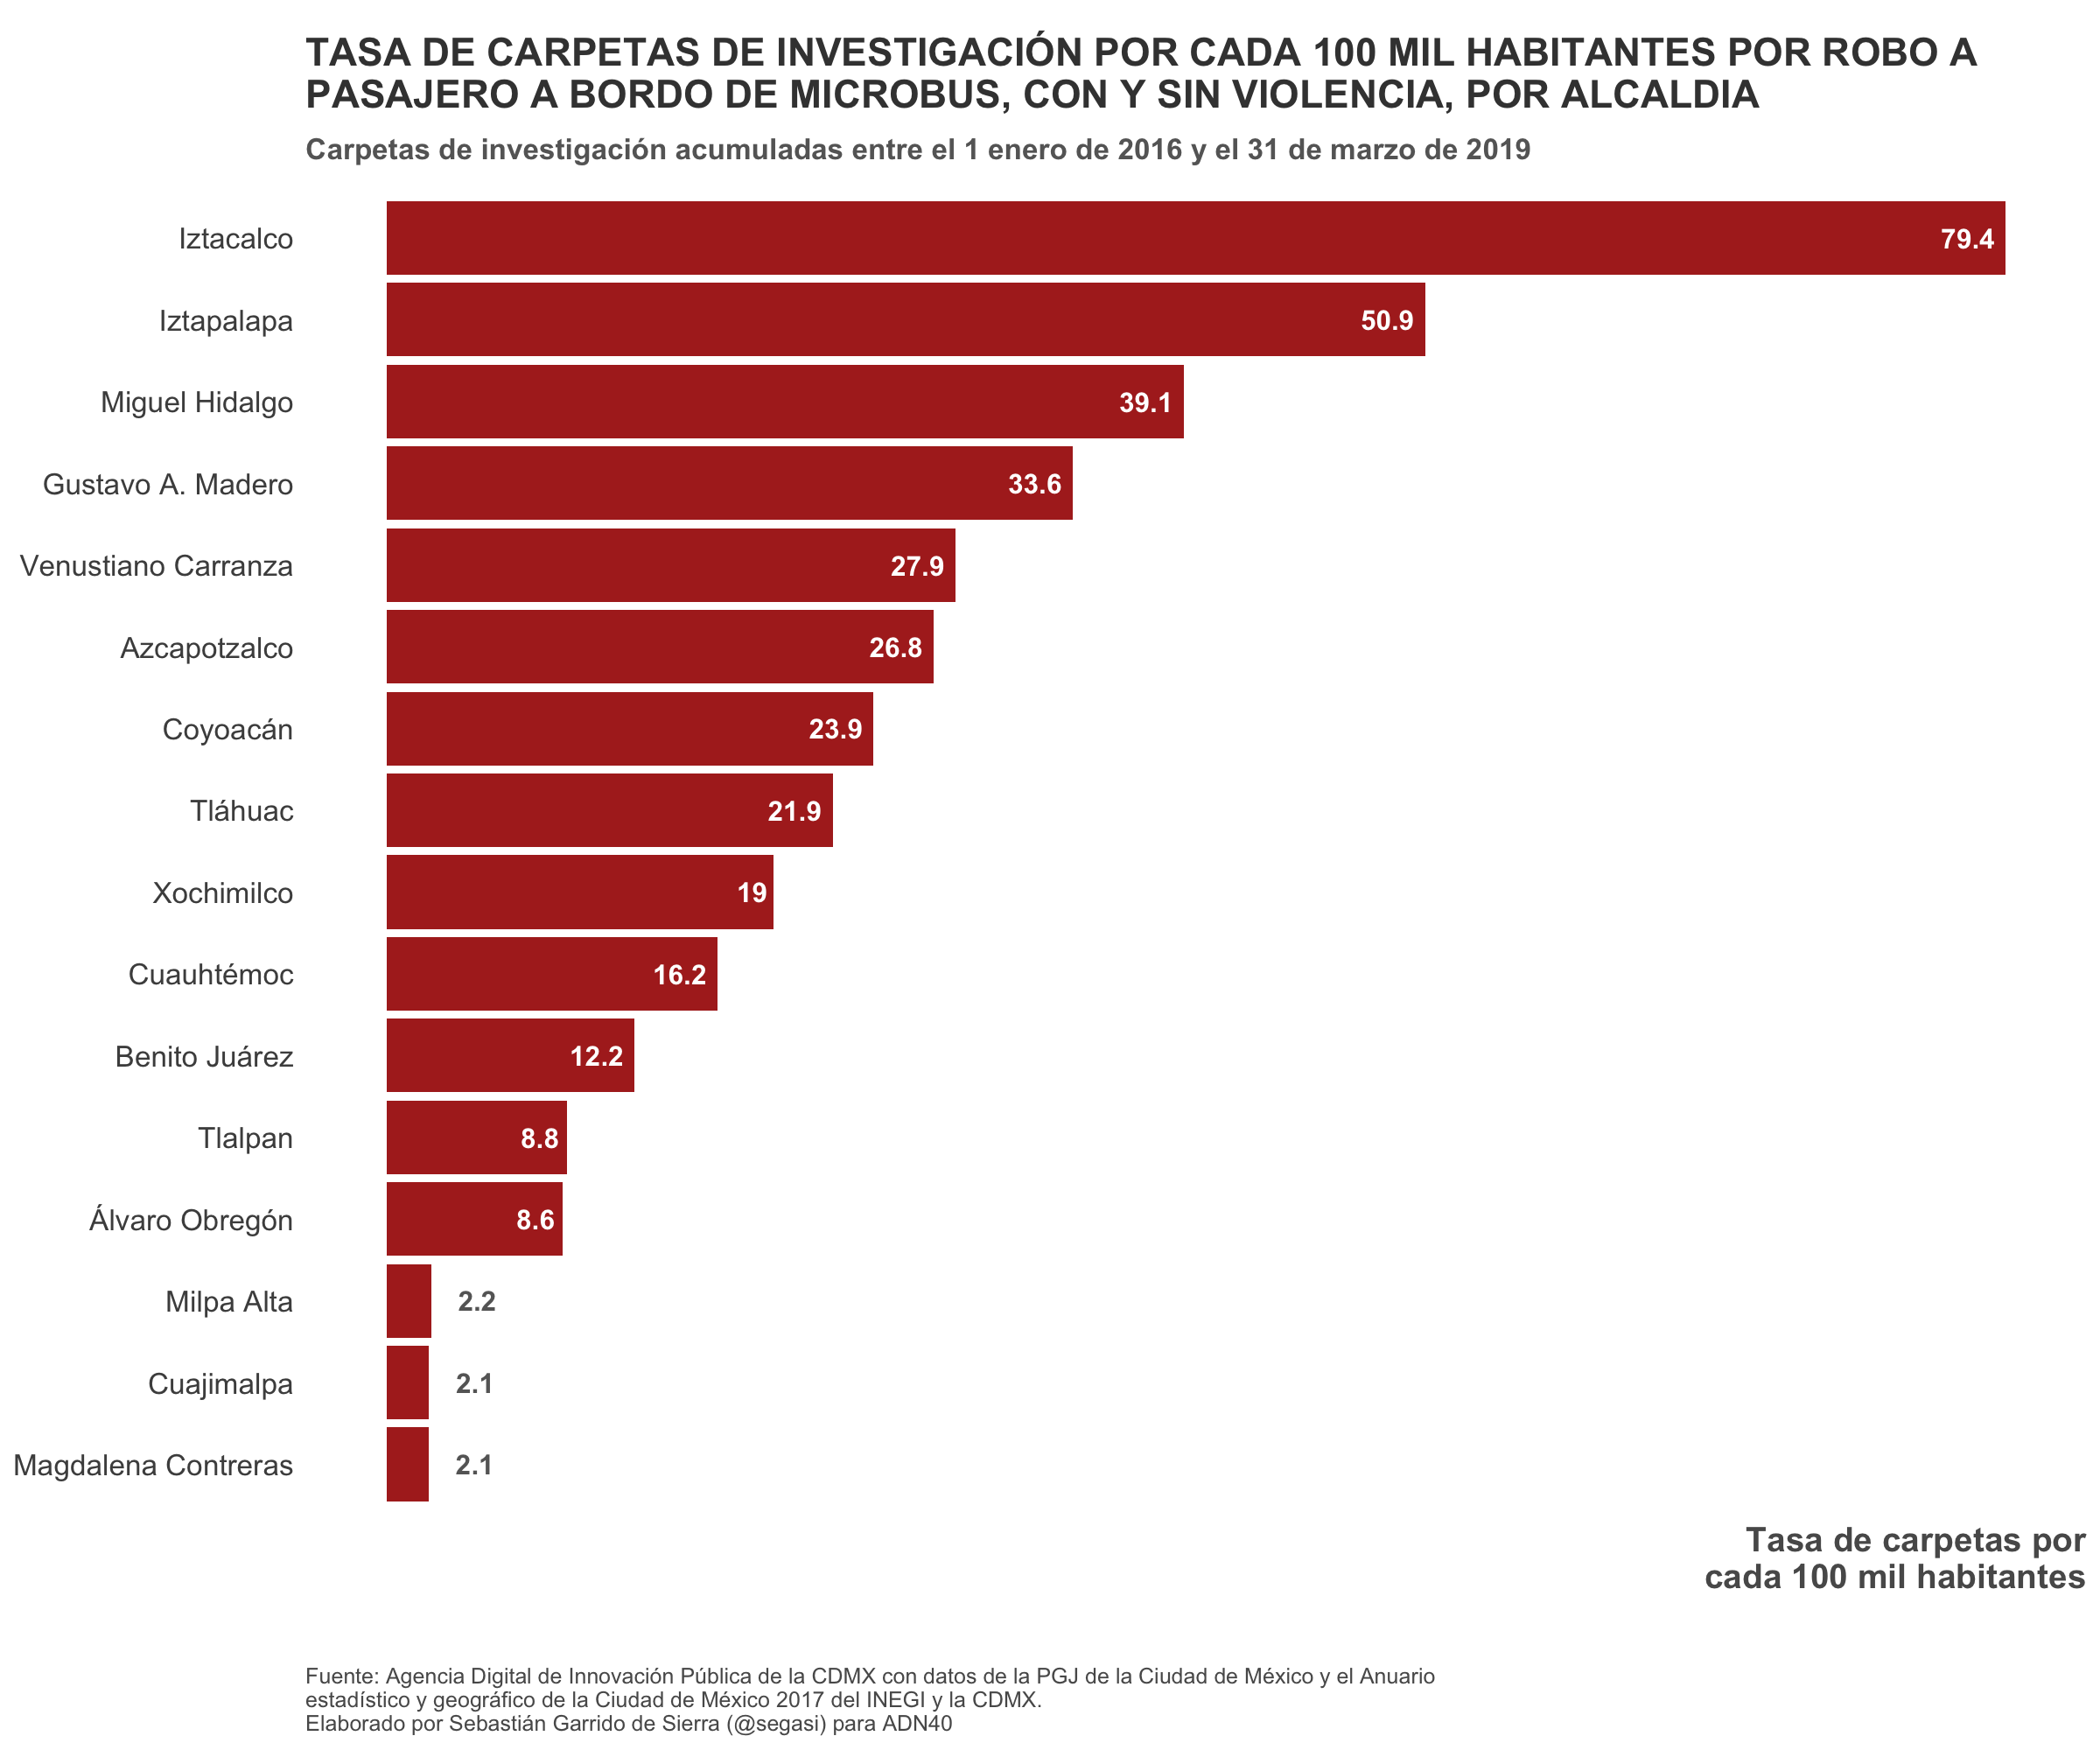 TASA DE CARPETAS DE INVESTIGACIÓN POR CADA 100 MIL HABITANTES POR ROBO A
PASAJERO A BORDO DE MICROBUS, CON Y SIN VIOLENCIA, POR ALCALDIA
Carpetas de investigación acumuladas entre el 1 enero de 2016 y el 31 de marzo de 2019
Iztacalco 79.4
Iztapalapa 50.9
Miguel Hidalgo 39.1
Gustavo A. Madero 33.6
Venustiano Carranza 27.9
Azcapotzalco 26.8
Coyoacán 23.9
Tláhuac 21.9
Xochimilco 19
Cuauhtémoc 16.2
Benito Juárez 12.2
Tlalpan 8.8
Álvaro Obregón 8.6
Milpa Alta 2.2
Cuajimalpa 2.1
Magdalena Contreras 2.1
Tasa de carpetas por
cada 100 mil habitantes
Fuente: Agencia Digital de Innovación Pública de la CDMX con datos de la PGJ de la Ciudad de México y el Anuario
estadístico y geográfico de la Ciudad de México 2017 del INEGI y la CDMX.
Elaborado por Sebastián Garrido de Sierra (@segasi) para ADN40